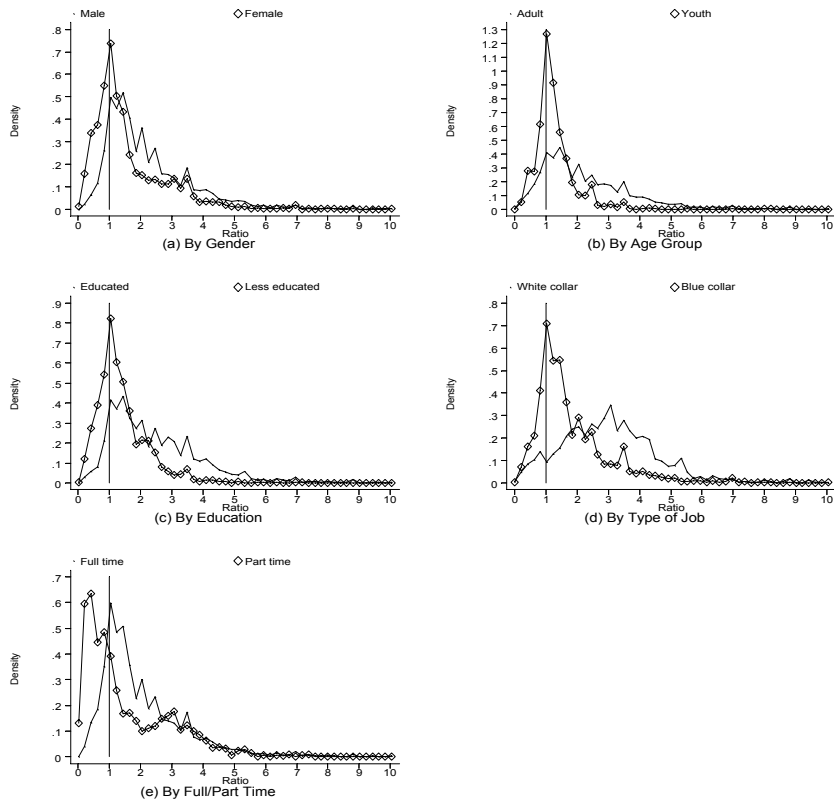 Male Female
Density
.8
.7
.6
.5
.4
.3
.2
.1
0
0 1 2 3 4 5 6 7 8 9 10
Ratio
(a) By Gender
Adult Youth
Density
1.3
1.2
1.1
1
.9
.8
.7
.6
.5
.4
.3
.2
.1
0
0 1 2 3 4 5 6 7 8 9 10
Ratio
(b) By Age Group
Educated Less educated
Density
.9
.8
.7
.6
.5
.4
.3
.2
.1
0
0 1 2 3 4 5 6 7 8 9 10
Ratio
(c) By Education
White collar Blue collar
Density
.8
.7
.6
.5
.4
.3
.2
.1
0
0 1 2 3 4 5 6 7 8 9 10
Ratio
(d) By Type of Job
Full time Part time
Density
.7
.6
.5
.4
.3
.2
.1
0
0 1 2 3 4 5 6 7 8 9 10
Ratio
(e) By Full/Part Time